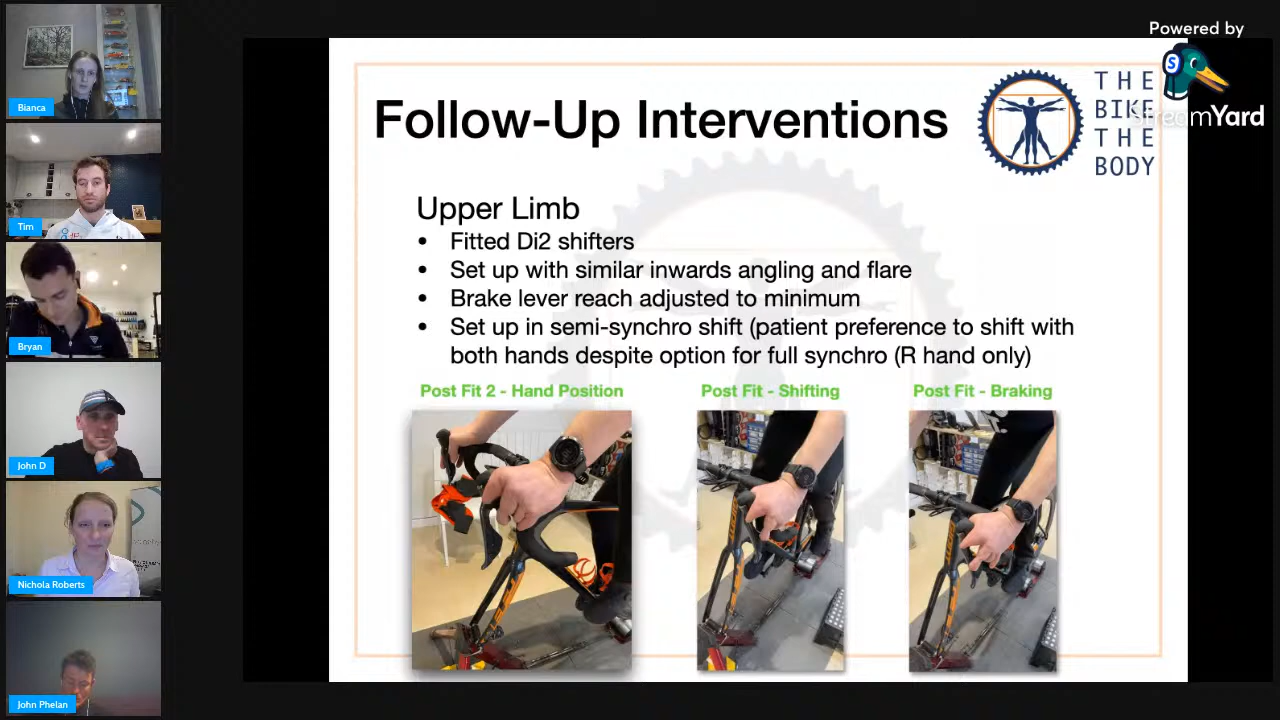 Powered by
StreamYard
THE
BIKE
THE
BODY
Follow-Up Interventions
Upper Limb
• Fitted Di2 shifters
• Set up with similar inwards angling and flare
• Brake lever reach adjusted to minimum
• Set up in semi-synchro shift (patient preference to shift with
both hands despite option for full synchro (R hand only)
Post Fit 2 - Hand Position
Post Fit - Shifting
Post Fit - Braking
Bianca
Tim
Bryan
John D
Nichola Roberts
John Phelan